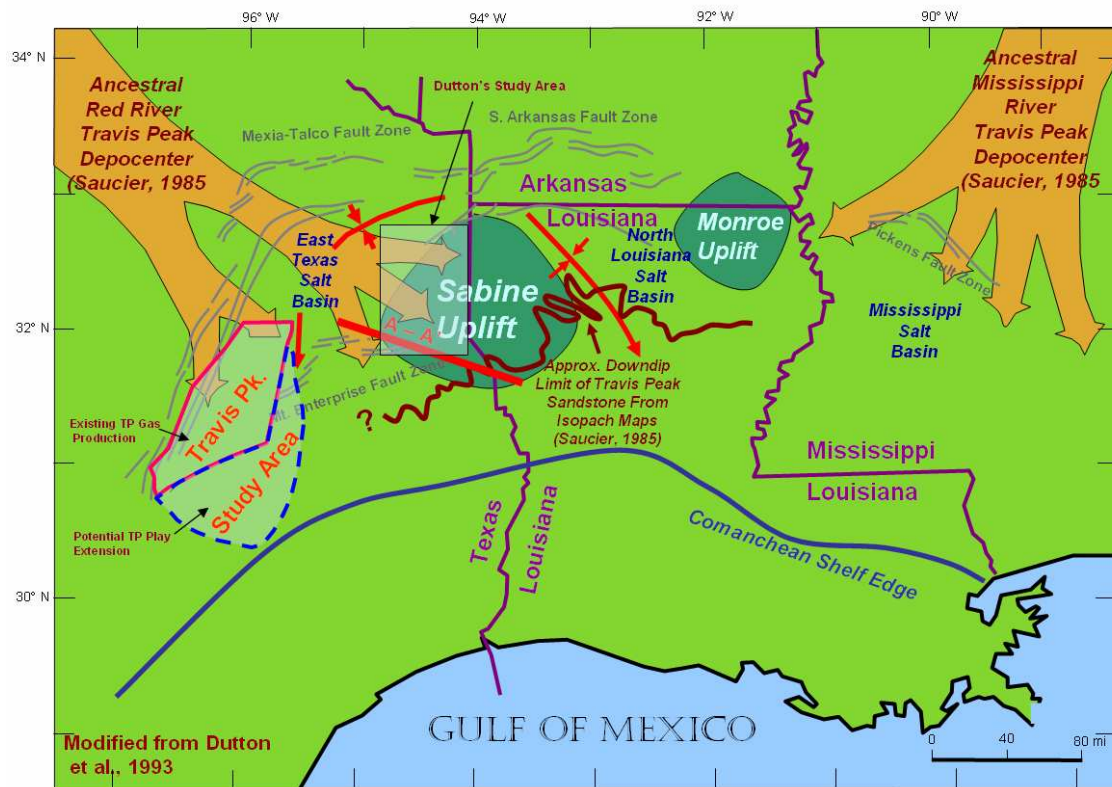 96° W
94° W
92° W
90° W
34° N
32° N
30° N
Ancestral
Red River
Travis Peak
Depocenter
(Saucier, 1985
Mexia-Talco Fault Zone
Dutton's Study Area
S. Arkansas Fault Zone
Ancestral
Mississippi
River
Travis Peak
Depocenter
(Saucier, 1985
Arkansas
Louisiana
Monroe
Uplift
Pickens Fault Zone
East
Texas
Salt
Basin
North
Louisiana
Salt
Basin
Sabine
Uplift
A – A'
Mississippi
Salt
Basin
Mt. Enterprise Fault Zone
Approx. Downdip
Limit of Travis Peak
Sandstone From
Isopach Maps
(Saucier, 1985)
?
Existing TP Gas
Production
Travis Pk.
Study Area
Potential TP Play
Extension
Mississippi
Louisiana
Texas
Louisiana
Comanchean Shelf Edge
GULF OF MEXICO
Modified from Dutton
et al., 1993
0 40 80 mi